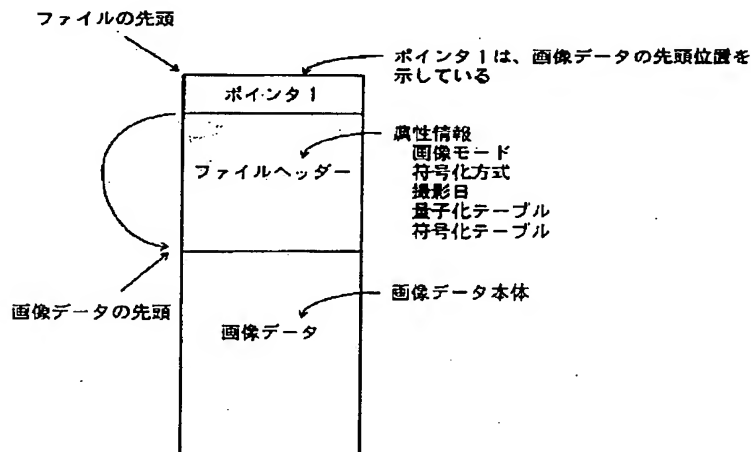 ファイルの先頭
ポインタ１は、画像データの先頭位置を
示している
ポインタ１
属性情報
画像モード
符号化方式
撮影日
量子化テーブル
符号化テーブル
ファイルヘッダー
画像データの先頭
画像データ本体
画像データ